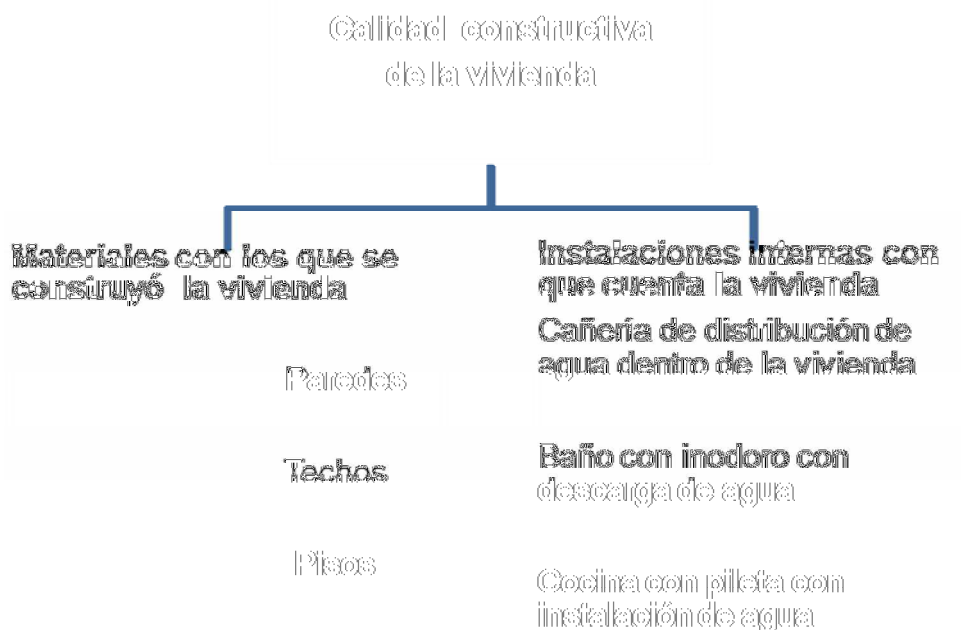 Calidad constructiva
de la vivienda
Materiales con los que se
construyó la vivienda
Paredes
Techos
Pisos
Instalaciones internas con
que cuenta la vivienda
Cañería de distribución de
agua dentro de la vivienda
Baño con inodoro con
descarga de agua
Cocina con pileta con
instalación de agua